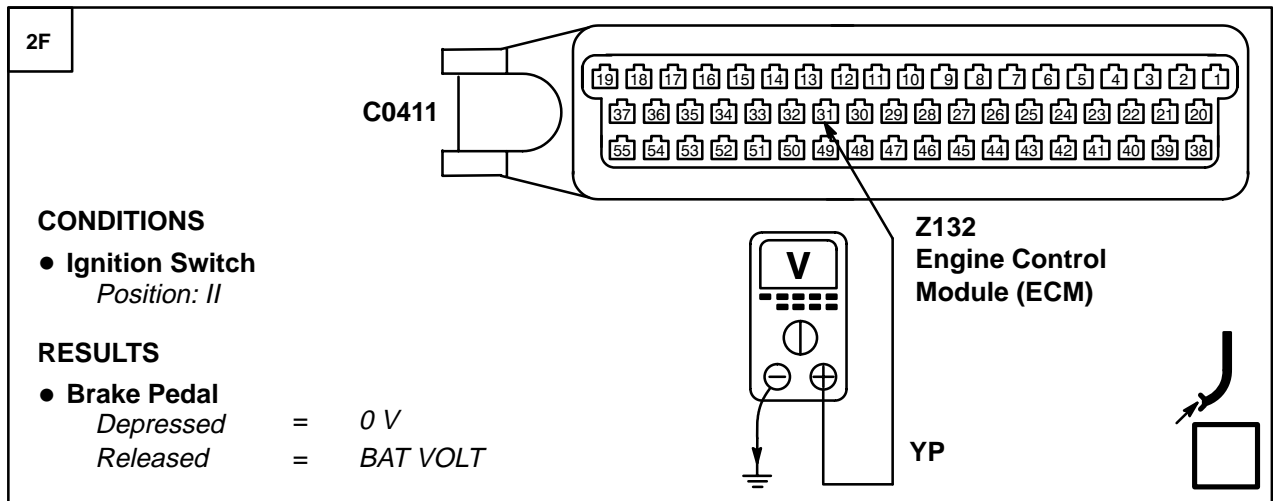 2F
C0411
19 18 17 16 15 14 13 12 11 10 9 8 7 6 5 4 3 2 1
37 36 35 34 33 32 31 30 29 28 27 26 25 24 23 22 21 20
55 54 53 52 51 50 49 48 47 46 45 44 43 42 41 40 39 38
CONDITIONS
• Ignition Switch
Position: II
RESULTS
• Brake Pedal
Depressed = 0 V
Released = BAT VOLT
V
Z132
Engine Control
Module (ECM)
YP